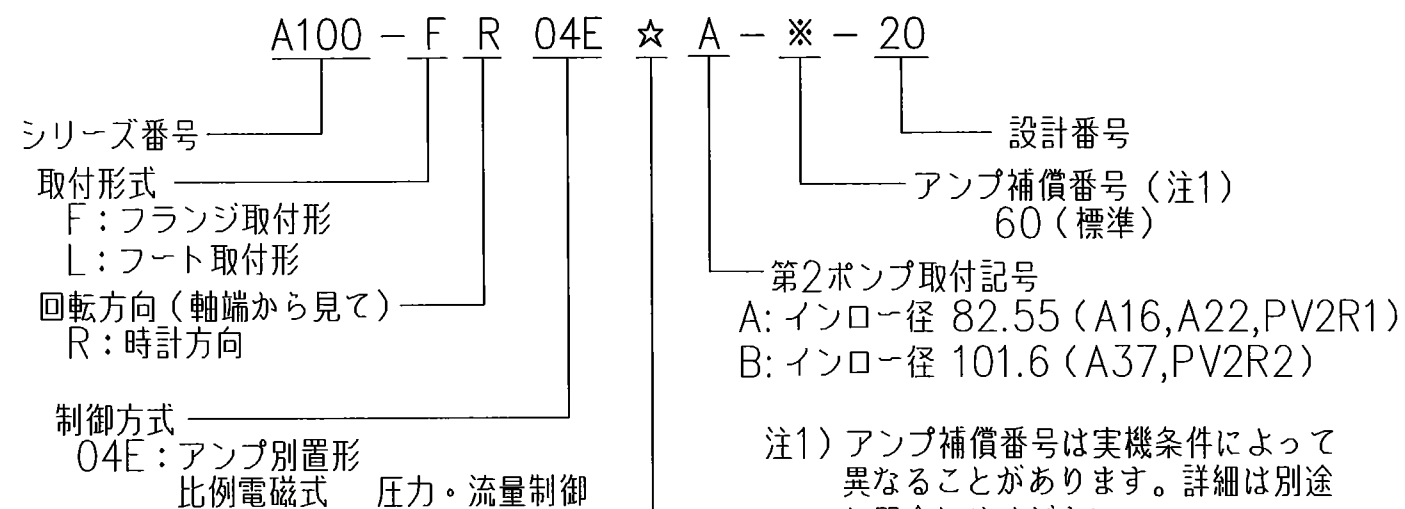 A100 - F R 04E ☆ A - ※ - 20
シリーズ番号
取付形式
F：フランジ取付形
L：フート取付形
回転方向（軸端から見て）
R：時計方向
制御方式
04E：アンプ別置形
比例電磁式 圧力・流量制御
設計番号
アンプ補償番号（注1）
60（標準）
第2ポンプ取付記号
A: インロー径 82.55（A16,A22,PV2R1）
B: インロー径 101.6（A37,PV2R2）
注1）アンプ補償番号は実機条件によって
異なることがあります。詳細は別途